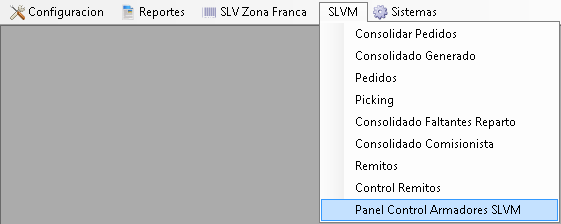 Configuracion Reportes SLV Zona Franca SLVM Sistemas
Consolidar Pedidos
Consolidado Generado
Pedidos
Picking
Consolidado Faltantes Reparto
Consolidado Comisionista
Remitos
Control Remitos
Panel Control Armadores SLVM